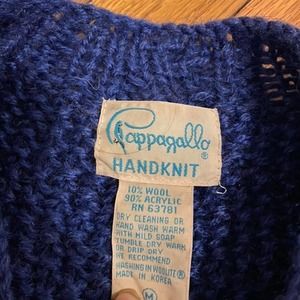 Pappagallo®
HANDKNIT
10% WOOL
90% ACRYLIC
RN 63781
DRY CLEANING OR
HAND WASH WARM
WITH MILD SOAP
TUMBLE DRY WARM
OR DRIP DRY
WE RECOMMEND
WASHING IN WOOLITE®
MADE IN KOREA
M